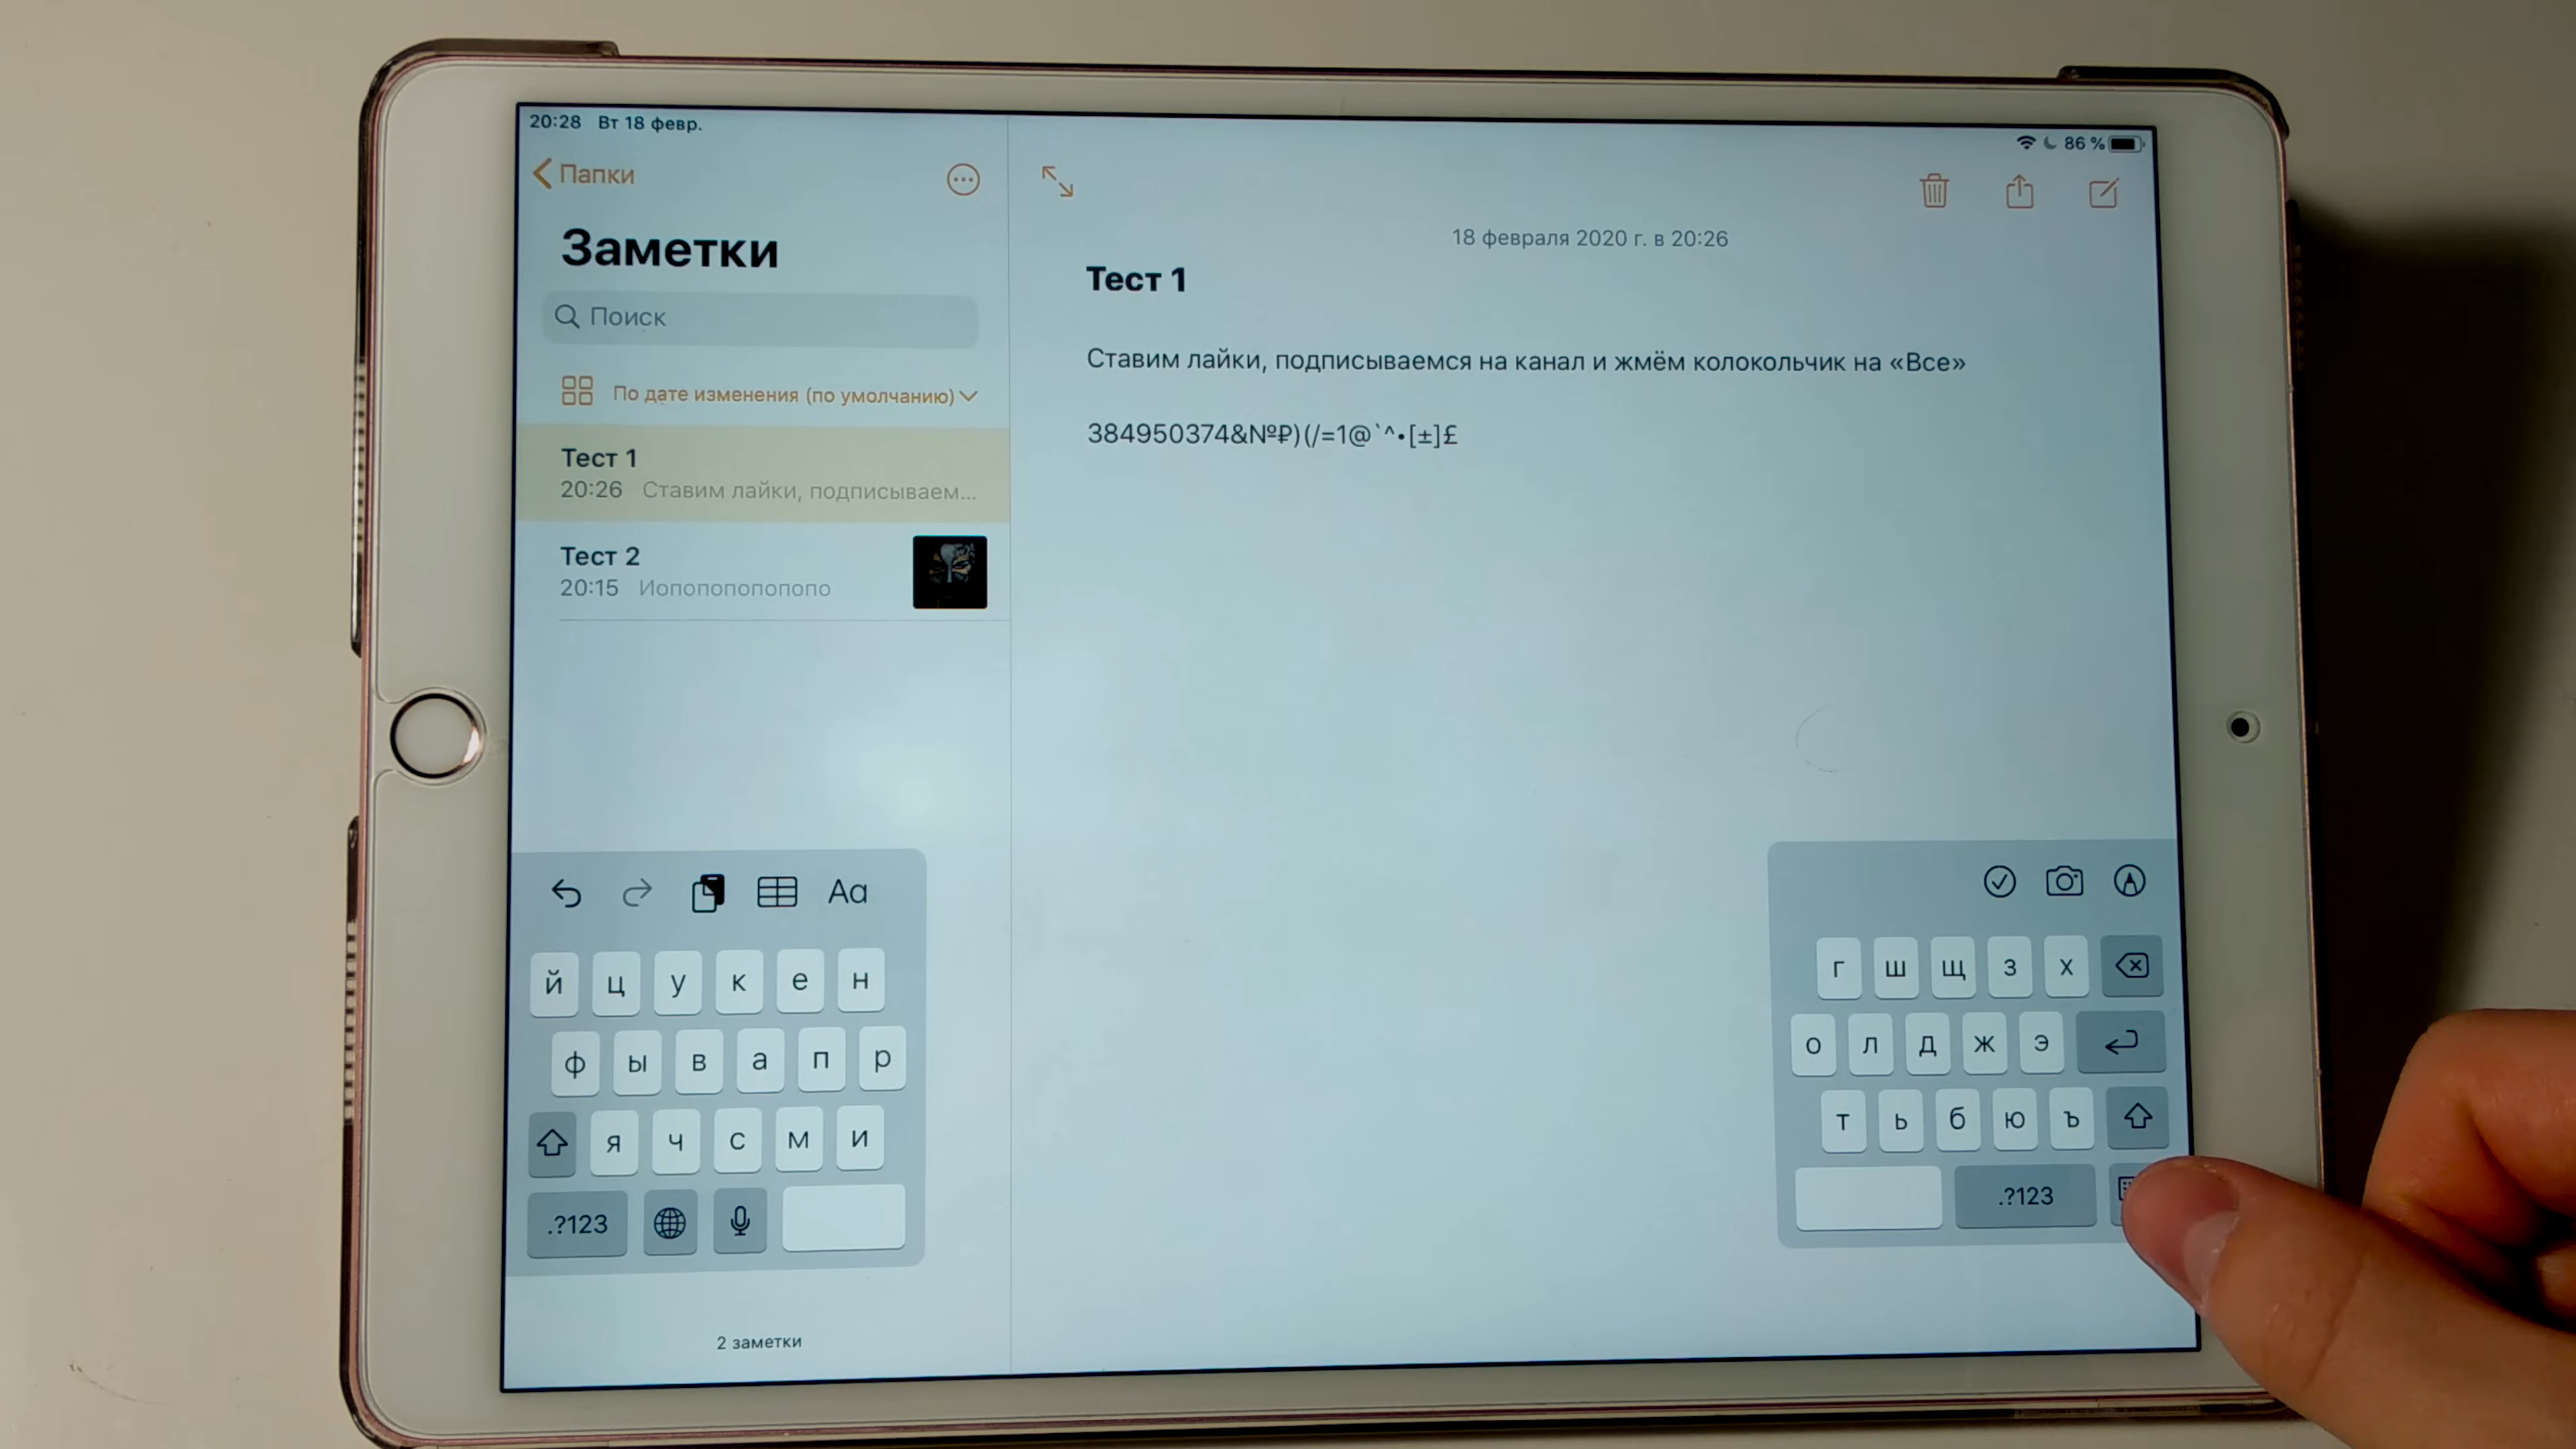 20:28 Вт 18 февр.
86 %
Папки
Заметки
Поиск
По дате изменения (по умолчанию)
Тест 1
20:26 Ставим лайки, подписываем...
Тест 2
20:15 Иопопопопопо
2 заметки
18 февраля 2020 г. в 20:26
Тест 1
Ставим лайки, подписываемся на канал и жмём колокольчик на «Все»
384950374&№₽)(/=1@`^•[±]£
Aa
й ц у к е н
ф ы в а п р
я ч с м и
.?123
г ш щ з х
о л д ж э
т ь б ю ъ
.?123